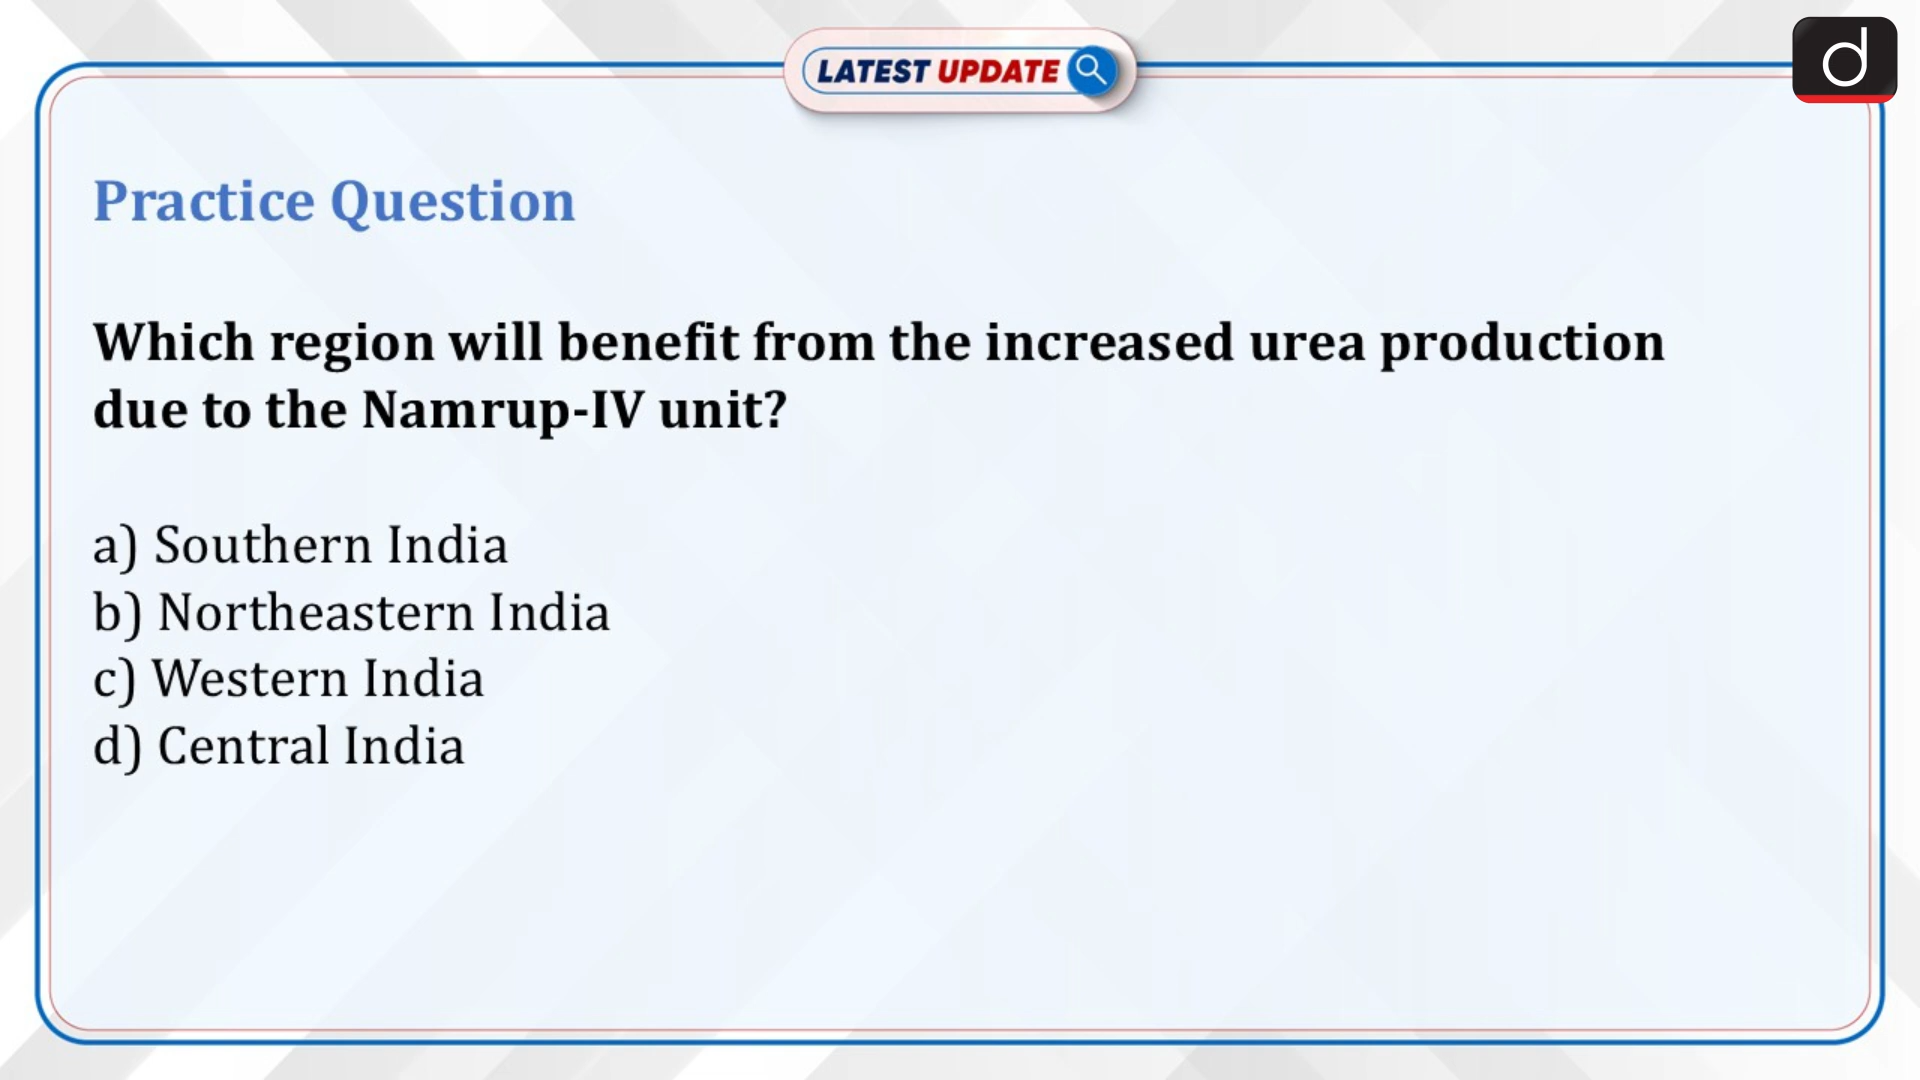 LATEST UPDATE
d
Practice Question
Which region will benefit from the increased urea production
due to the Namrup-IV unit?
a) Southern India
b) Northeastern India
c) Western India
d) Central India